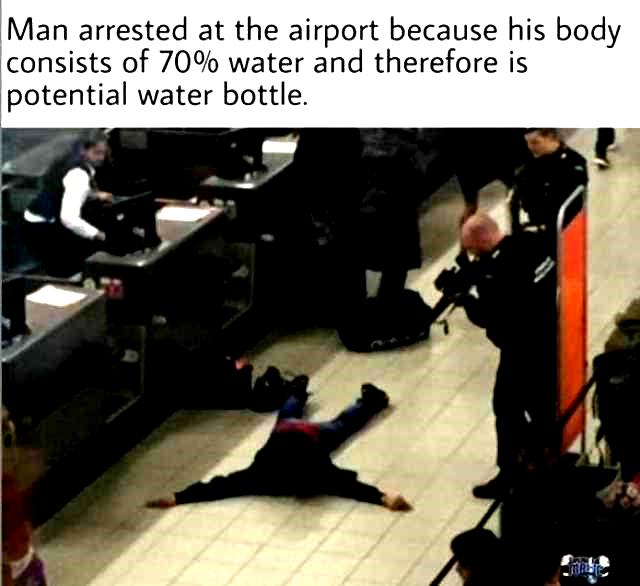 Man arrested at the airport because his body
consists of 70% water and therefore is
potential water bottle.